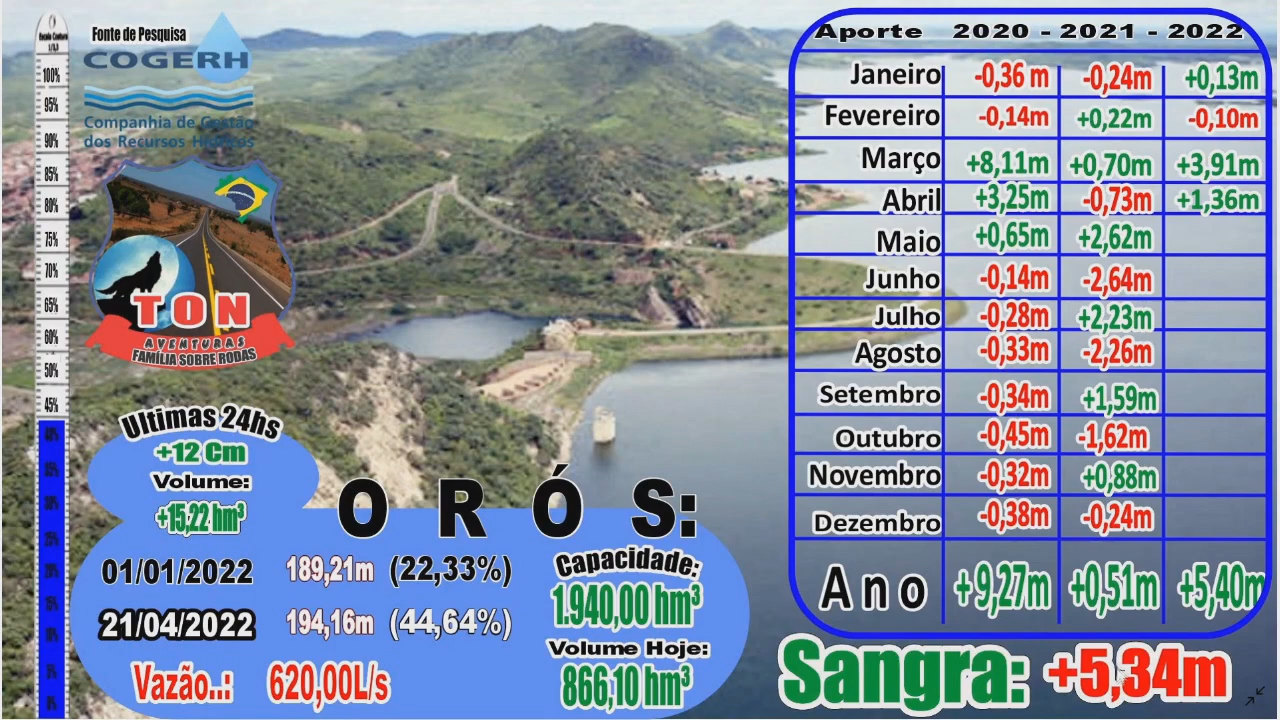 Escala Contura
Fonte de Pesquisa
COGERH
Companhia de Gestão
dos Recursos Hídricos
100%
95%
90%
85%
80%
75%
70%
65%
60%
50%
45%
TON
AVENTURAS
FAMÍLIA SOBRE RODAS
Ultimas 24hs
+12 Cm
Volume:
+15,22 hm³
ORÓS:
01/01/2022 189,21m (22,33%)
21/04/2022 194,16m (44,64%)
Vazão..: 620,00L/s
Capacidade:
1.940,00 hm³
Volume Hoje:
866,10 hm³
Aporte 2020 - 2021 - 2022
Janeiro -0,36 m -0,24m +0,13m
Fevereiro -0,14m +0,22m -0,10m
Março +8,11m +0,70m +3,91m
Abril +3,25m -0,73m +1,36m
Maio +0,65m +2,62m
Junho -0,14m -2,64m
Julho -0,28m +2,23m
Agosto -0,33m -2,26m
Setembro -0,34m +1,59m
Outubro -0,45m -1,62m
Novembro -0,32m +0,88m
Dezembro -0,38m -0,24m
Ano +9,27m +0,51m +5,40m
Sangra: +5,34m